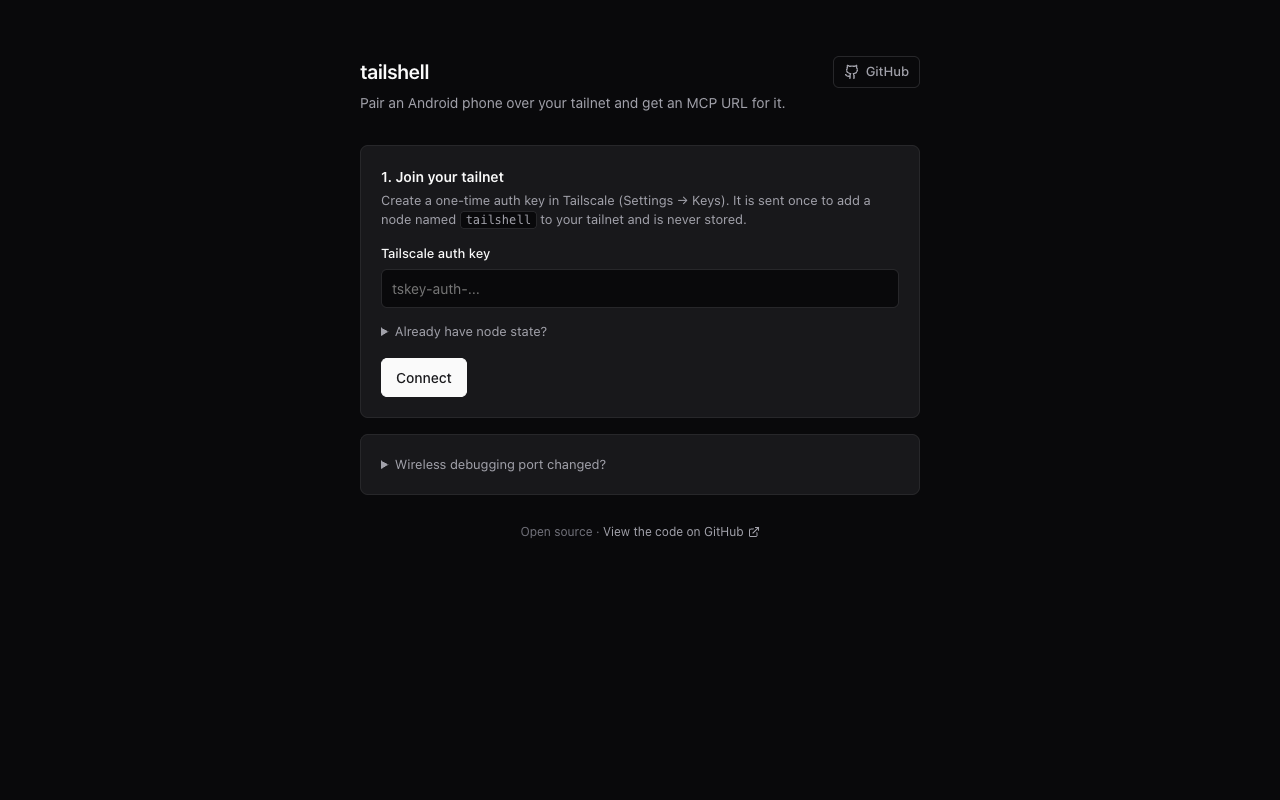 tailshell
GitHub
Pair an Android phone over your tailnet and get an MCP URL for it.
1. Join your tailnet
Create a one-time auth key in Tailscale (Settings → Keys). It is sent once to add a
node named tailshell to your tailnet and is never stored.
Tailscale auth key
tskey-auth-...
Already have node state?
Connect
Wireless debugging port changed?
Open source · View the code on GitHub